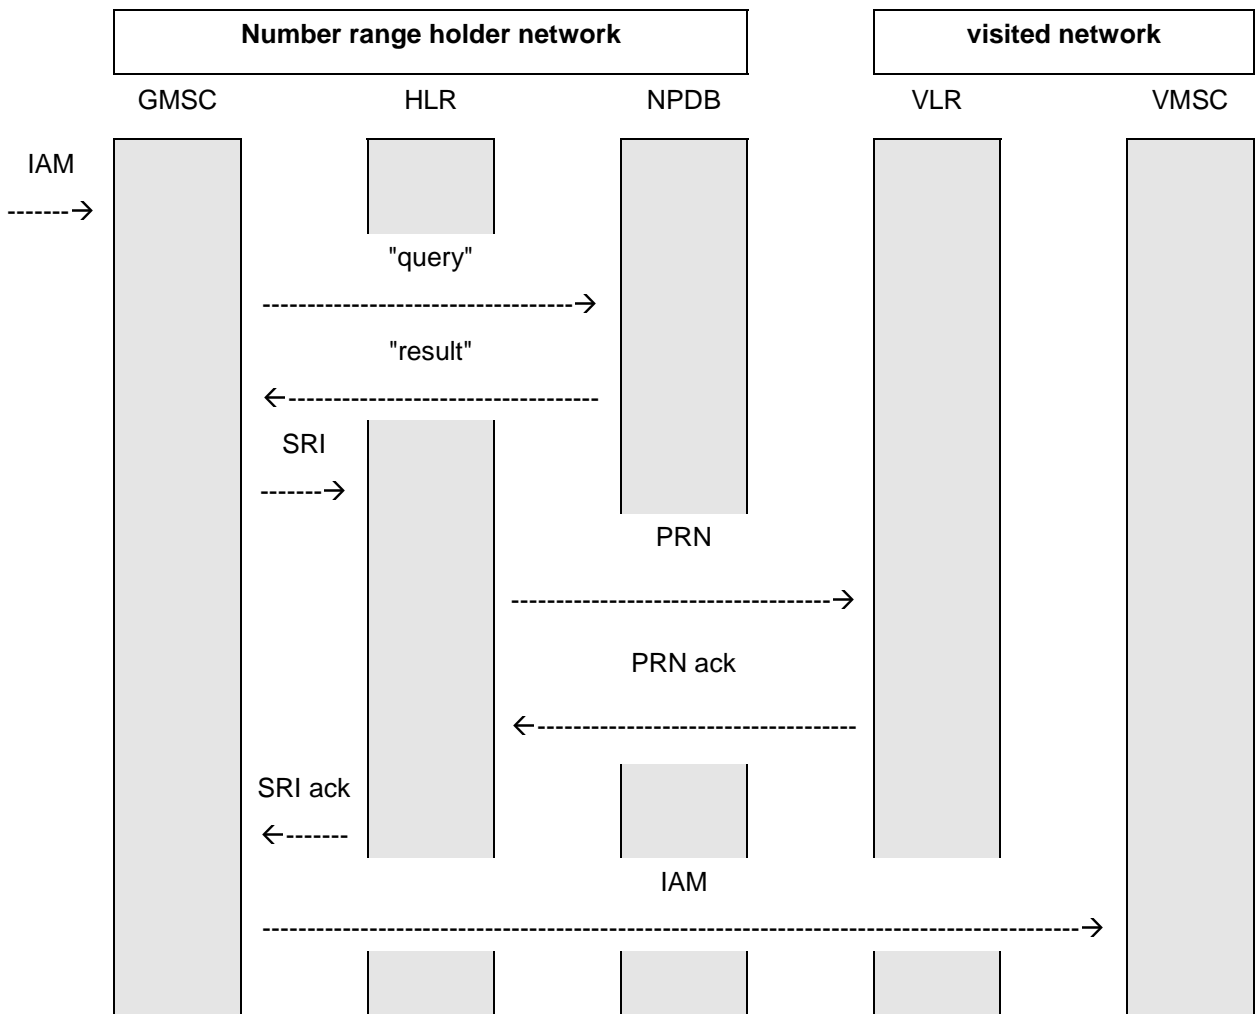 Number range holder network
visited network
GMSC
HLR
NPDB
VLR
VMSC
IAM
"query"
"result"
SRI
PRN
PRN ack
SRI ack
IAM